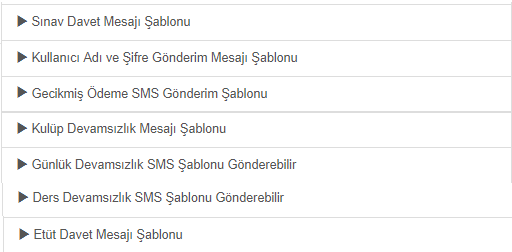 Sınav Davet Mesajı Şablonu
Kullanıcı Adı ve Şifre Gönderim Mesajı Şablonu
Gecikmiş Ödeme SMS Gönderim Şablonu
Kulüp Devamsızlık Mesajı Şablonu
Günlük Devamsızlık SMS Şablonu Gönderebilir
Ders Devamsızlık SMS Şablonu Gönderebilir
Etüt Davet Mesajı Şablonu